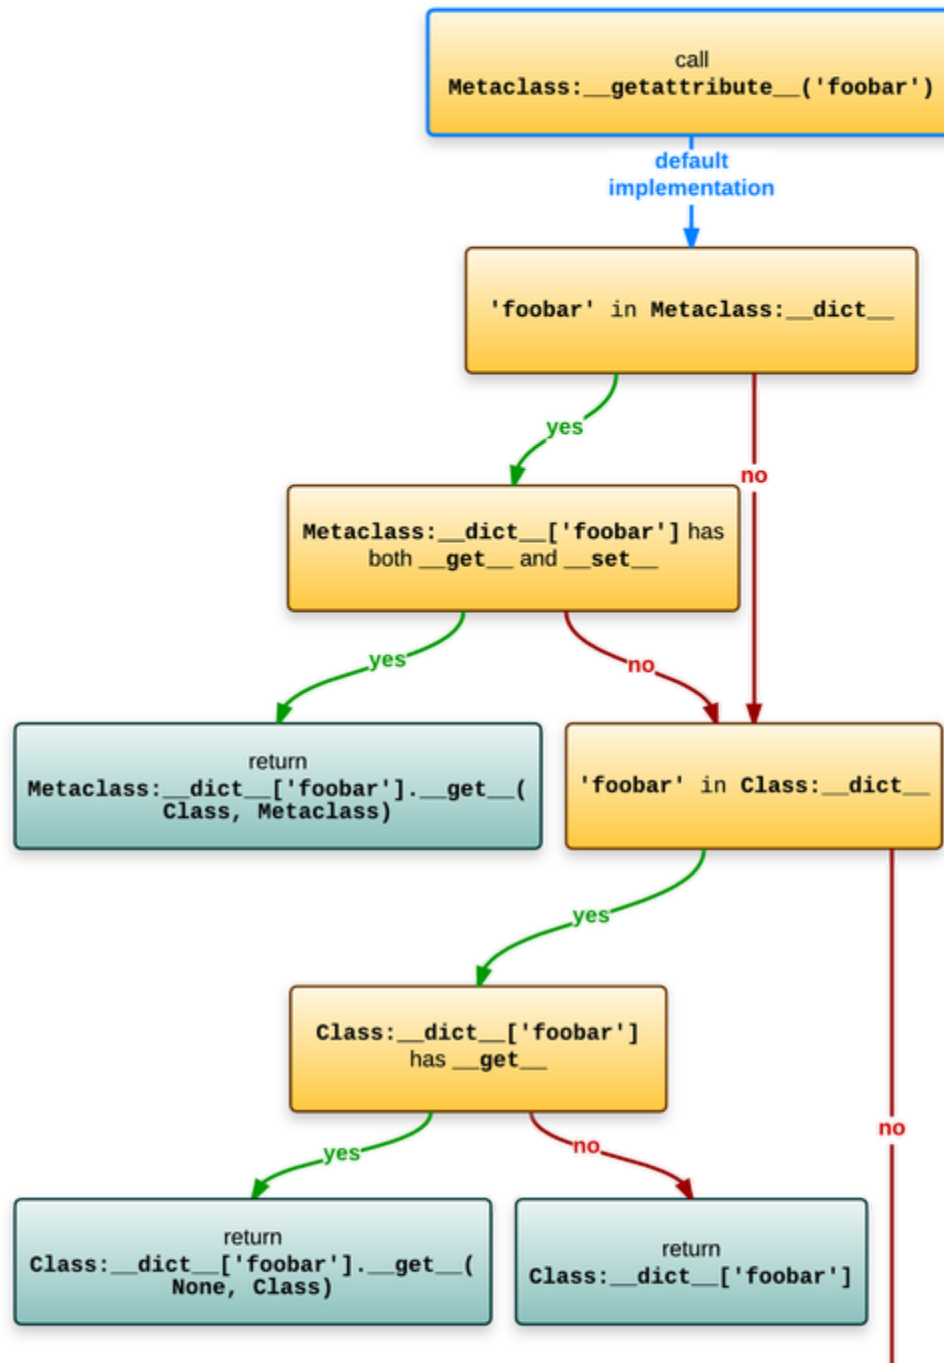 call
Metaclass:__getattribute__('foobar')
default
implementation
'foobar' in Metaclass:__dict__
yes
no
Metaclass:__dict__['foobar'] has
both __get__ and __set__
yes
no
return
Metaclass:__dict__['foobar'].__get__(
Class, Metaclass)
'foobar' in Class:__dict__
yes
Class:__dict__['foobar']
has __get__
no
yes
no
return
Class:__dict__['foobar'].__get__(
None, Class)
return
Class:__dict__['foobar']